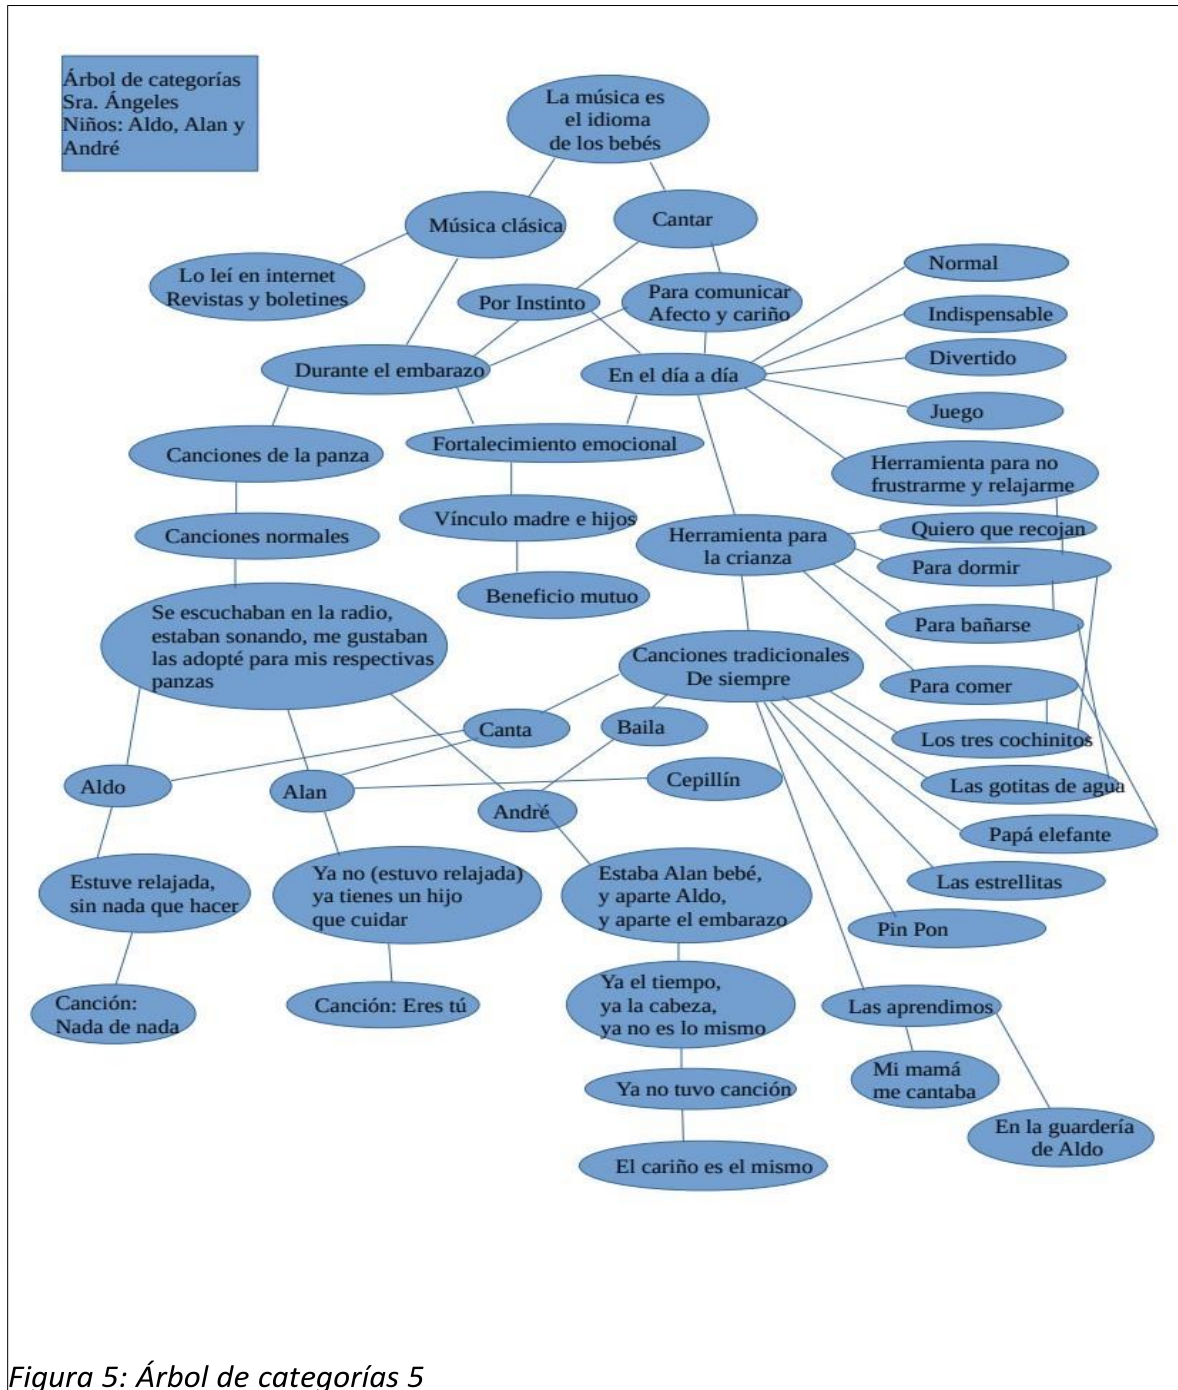 Árbol de categorías
Sra. Ángeles
Niños: Aldo, Alan y
André
La música es
el idioma
de los bebés
Música clásica
Cantar
Lo leí en internet
Revistas y boletines
Por Instinto
Para comunicar
Afecto y cariño
Normal
Indispensable
Divertido
Juego
Durante el embarazo
En el día a día
Canciones de la panza
Fortalecimiento emocional
Herramienta para no
frustrarme y relajarme
Canciones normales
Vínculo madre e hijos
Herramienta para
la crianza
Quiero que recojan
Para dormir
Beneficio mutuo
Para bañarse
Se escuchaban en la radio,
estaban sonando, me gustaban
las adopté para mis respectivas
panzas
Canciones tradicionales
De siempre
Para comer
Canta
Baila
Los tres cochinitos
Aldo
Alan
Cepillín
Las gotitas de agua
André
Papá elefante
Estuve relajada,
sin nada que hacer
Ya no (estuvo relajada)
ya tienes un hijo
que cuidar
Estaba Alan bebé,
y aparte Aldo,
y aparte el embarazo
Las estrellitas
Pin Pon
Canción:
Nada de nada
Canción: Eres tú
Ya el tiempo,
ya la cabeza,
ya no es lo mismo
Las aprendimos
Mi mamá
me cantaba
Ya no tuvo canción
En la guardería
de Aldo
El cariño es el mismo
Figura 5: Árbol de categorías 5